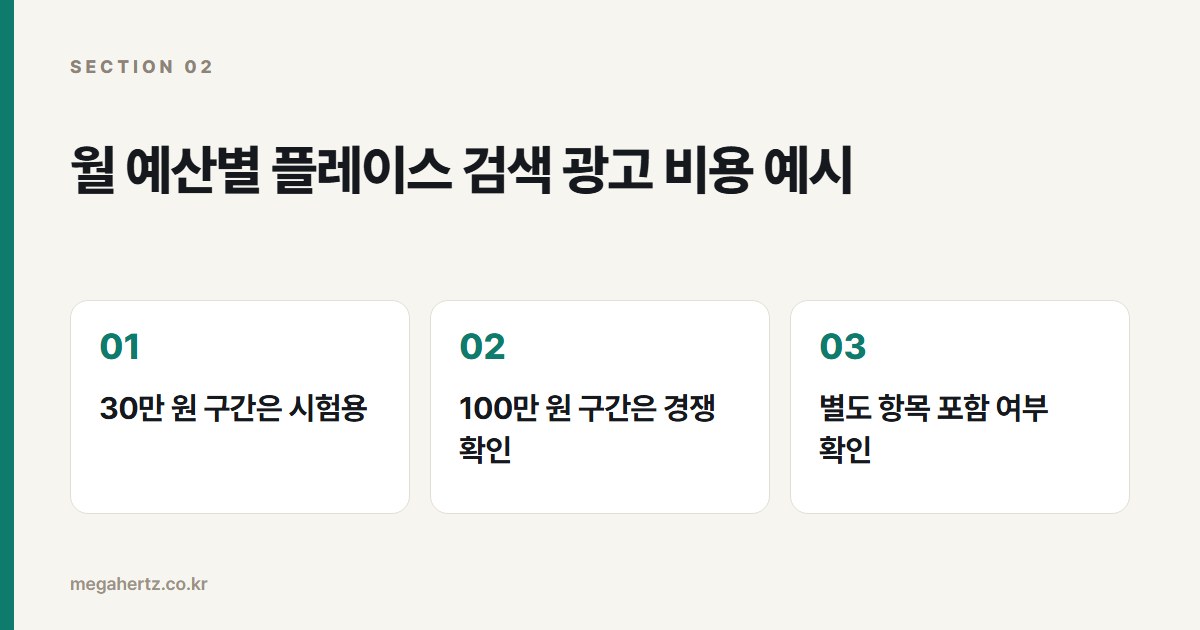 SECTION 02
월 예산별 플레이스 검색 광고 비용 예시
01
30만 원 구간은 시험용
02
100만 원 구간은 경쟁
확인
03
별도 항목 포함 여부
확인
megahertz.co.kr